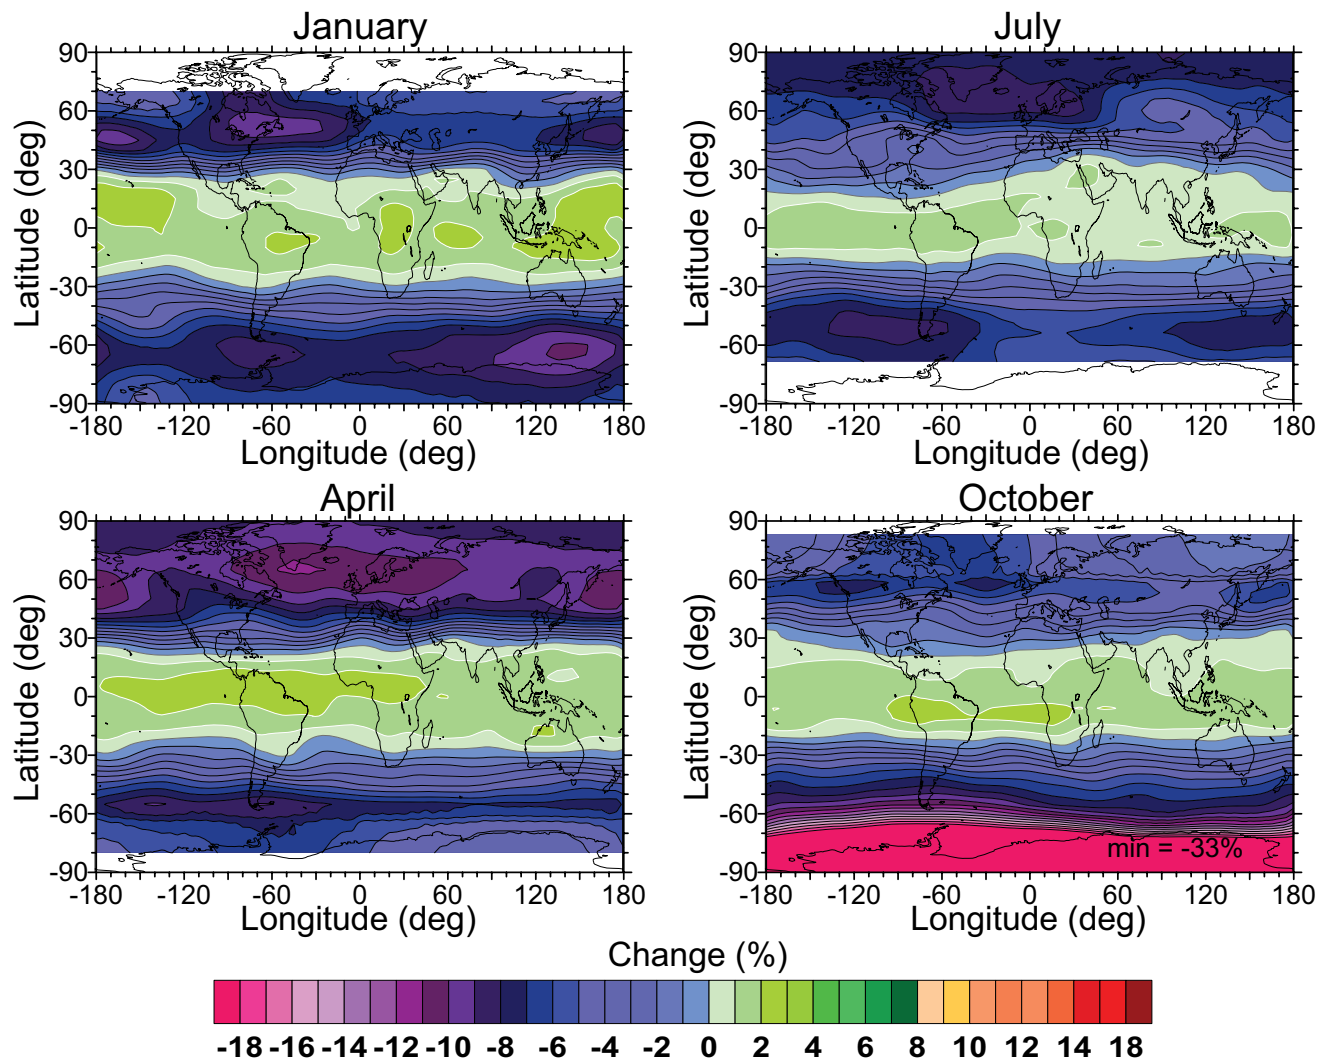 January
July
90
60
30
0
-30
-60
-90
Latitude (deg)
-180 -120 -60 0 60 120 180
Longitude (deg)
90
60
30
0
-30
-60
-90
Latitude (deg)
-180 -120 -60 0 60 120 180
Longitude (deg)
April
October
90
60
30
0
-30
-60
-90
Latitude (deg)
-180 -120 -60 0 60 120 180
Longitude (deg)
90
60
30
0
-30
-60
-90
Latitude (deg)
min = -33%
-180 -120 -60 0 60 120 180
Longitude (deg)
Change (%)
-18 -16 -14 -12 -10 -8 -6 -4 -2 0 2 4 6 8 10 12 14 18